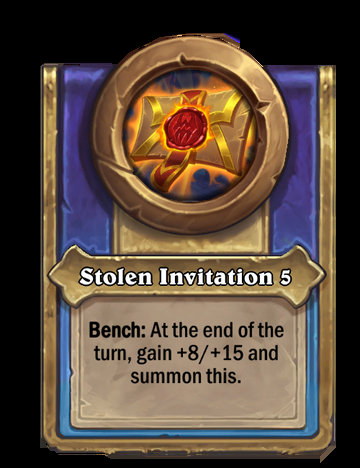 Stolen Invitation 5
Bench: At the end of the
turn, gain +8/+15 and
summon this.